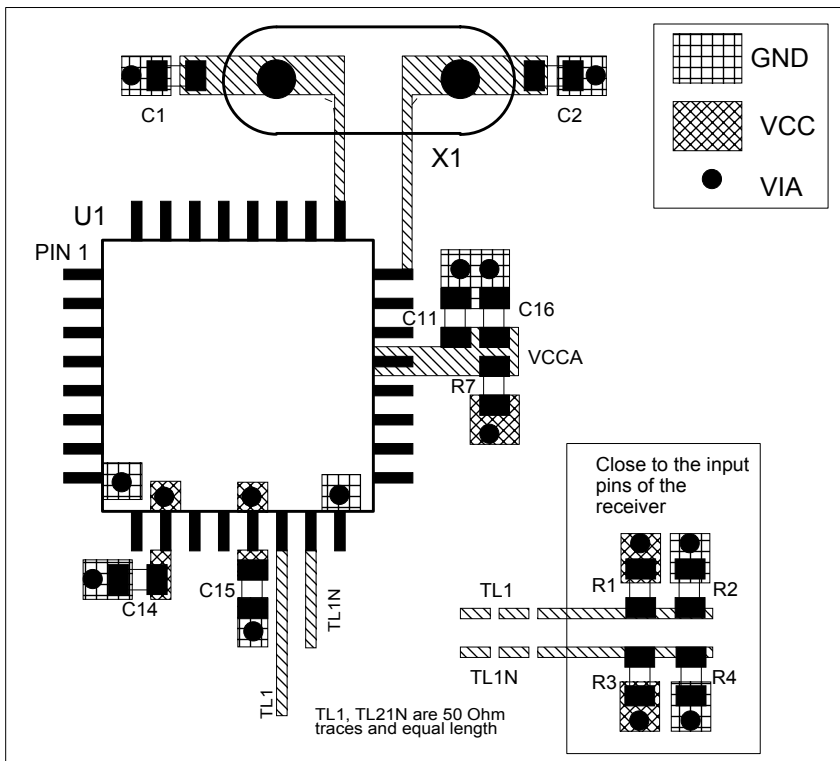 GND
C1
C2
X1
VCC
VIA
U1
PIN 1
C11
C16
VCCA
R7
Close to the input
pins of the
receiver
C14
C15
TL1
TL1N
R1
R2
TL1
TL1N
R3
R4
TL1, TL21N are 50 Ohm
traces and equal length